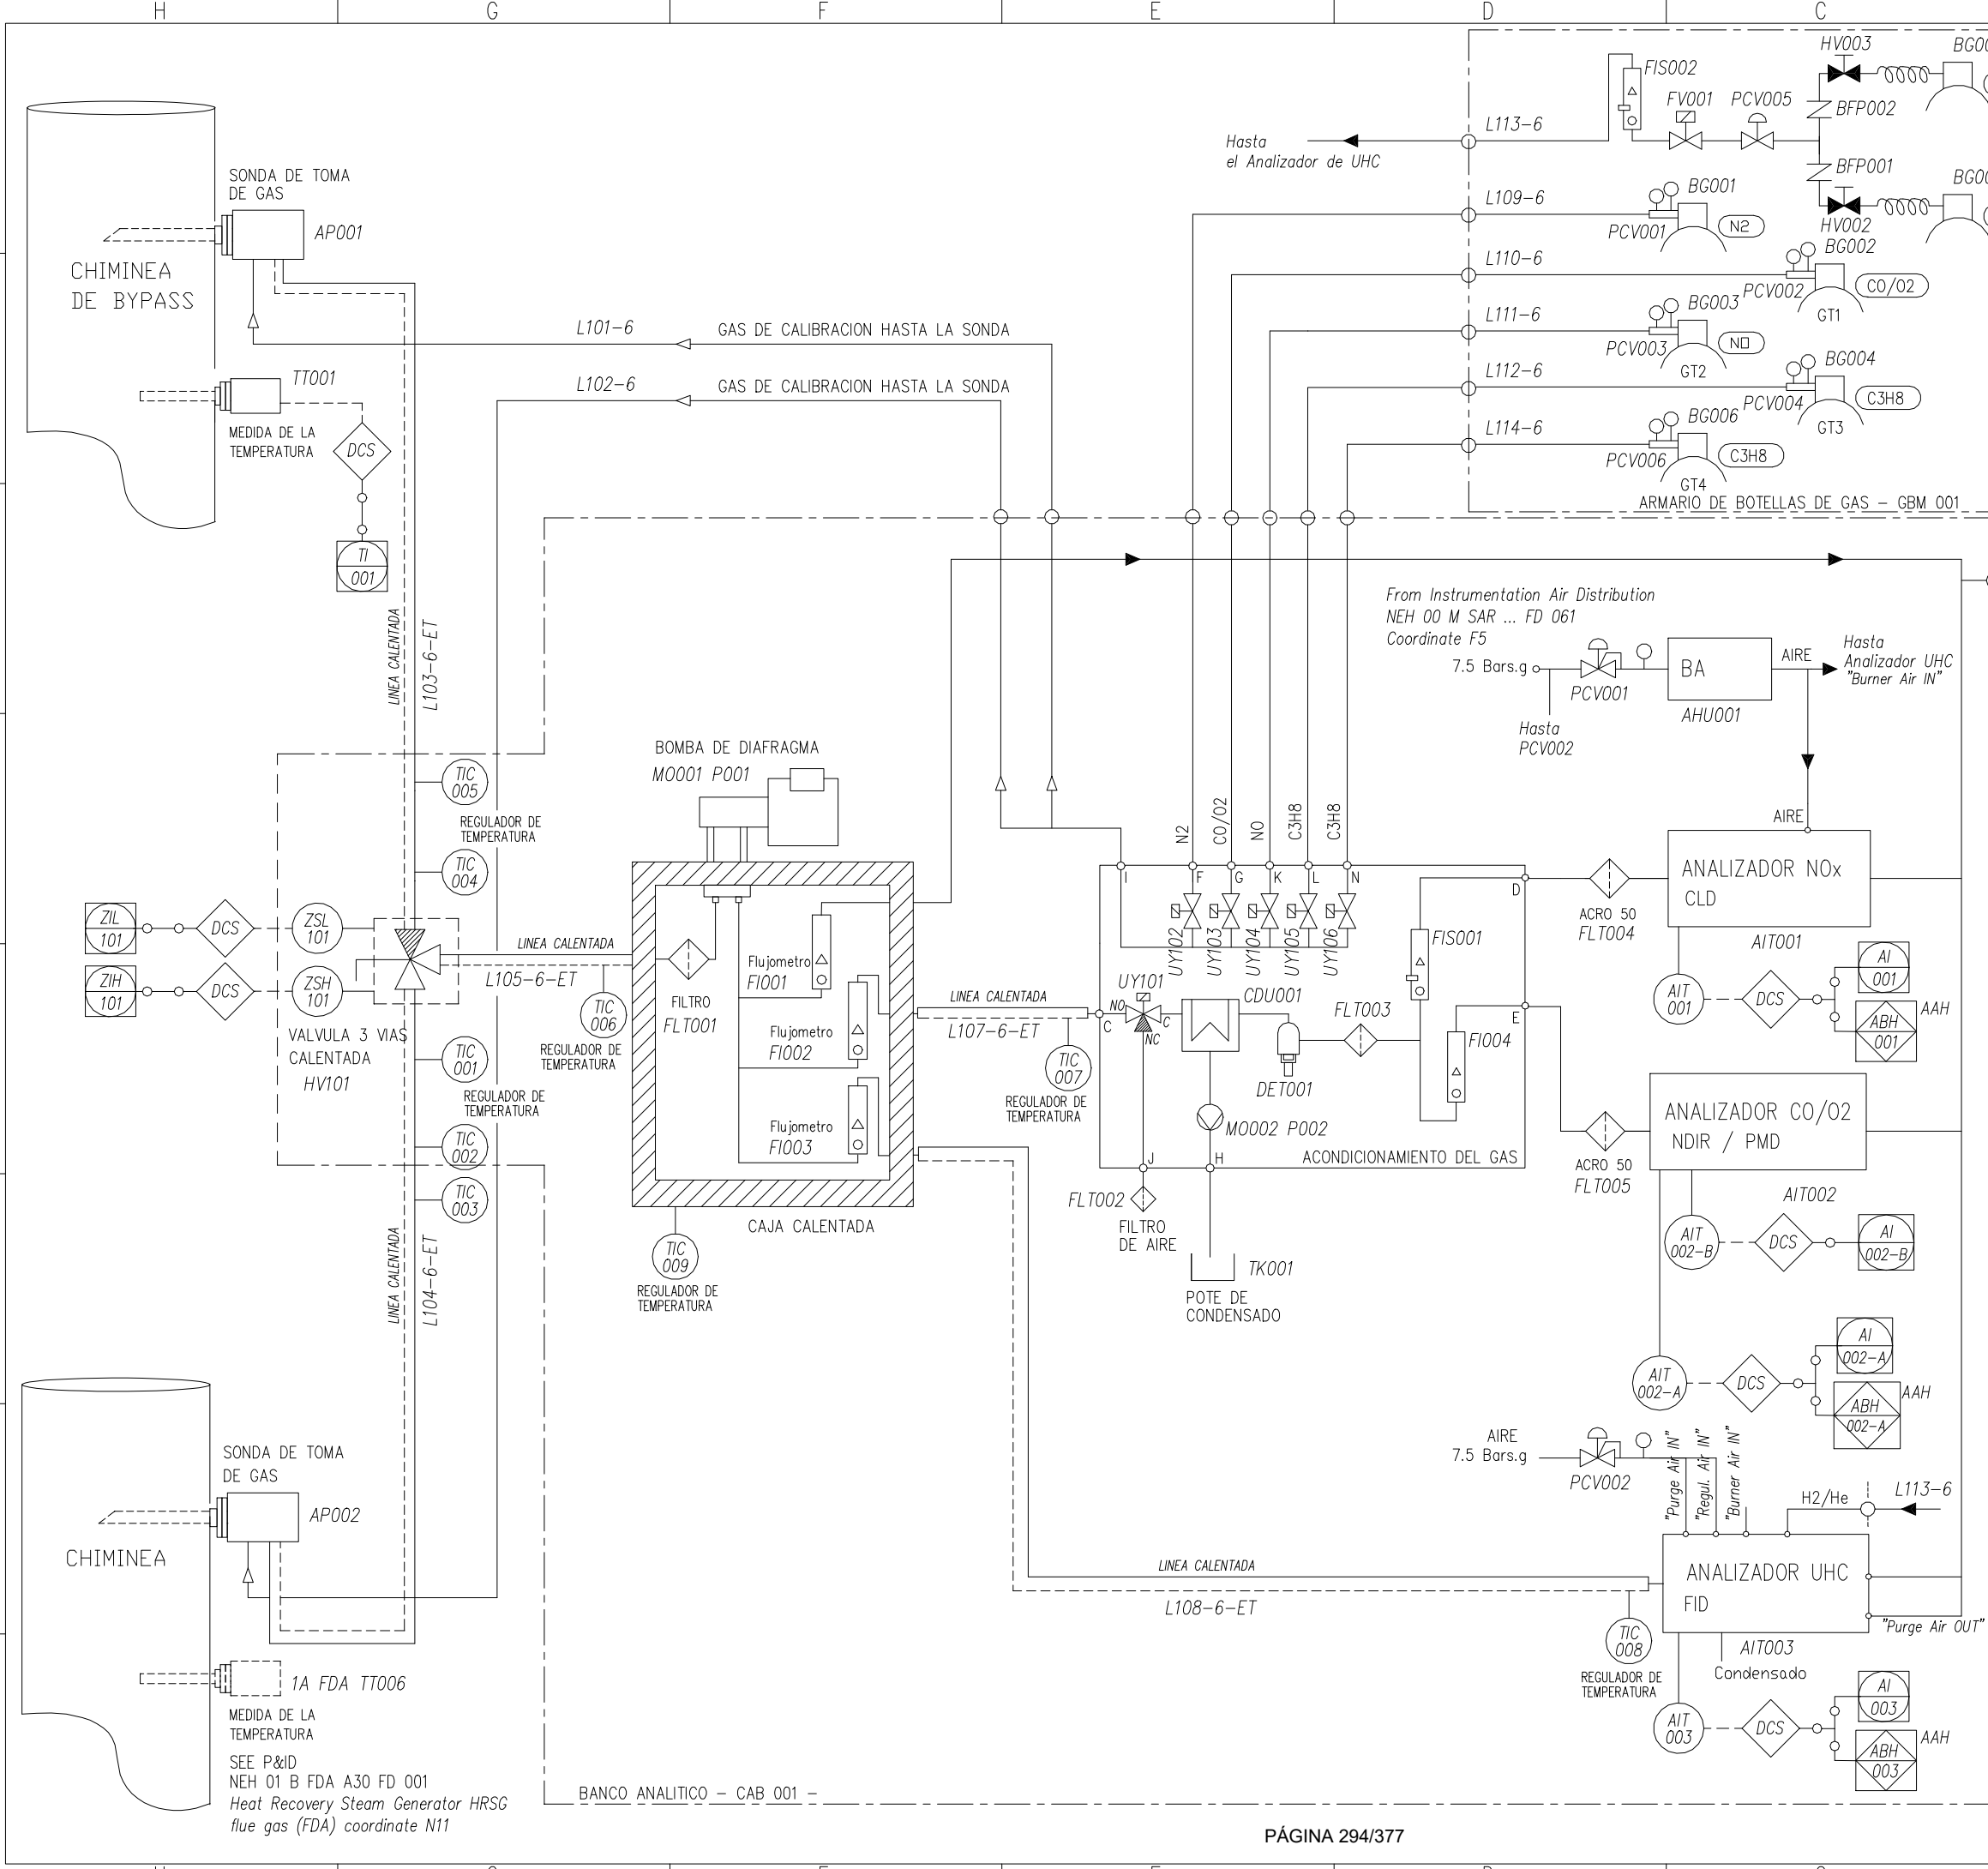 H
G
F
E
D
C
HV003
FIS002
FV001
PCV005
BFP002
L113-6
Hasta
el Analizador de UHC
BFP001
HV002
SONDA DE TOMA
DE GAS
AP001
L109-6
BG001
PCV001
N2
CHIMINEA
DE BYPASS
L110-6
BG002
PCV002
CO/O2
GT1
L101-6
GAS DE CALIBRACION HASTA LA SONDA
L111-6
BG003
PCV003
NO
GT2
TT001
L102-6
GAS DE CALIBRACION HASTA LA SONDA
L112-6
BG004
PCV004
C3H8
GT3
MEDIDA DE LA
TEMPERATURA
DCS
L114-6
BG006
PCV006
C3H8
GT4
ARMARIO DE BOTELLAS DE GAS - GBM 001
TI
001
From Instrumentation Air Distribution
NEH 00 M SAR ... FD 061
Coordinate F5
7.5 Bars.g
PCV001
BA
AHU001
AIRE
Hasta
Analizador UHC
"Burner Air IN"
Hasta
PCV002
LINEA CALENTADA
L103-6-ET
BOMBA DE DIAFRAGMA
MO001 P001
TIC
005
REGULADOR DE
TEMPERATURA
TIC
004
N2
CO/O2
NO
C3H8
C3H8
AIRE
I
F
G
K
L
N
D
ANALIZADOR NOx
CLD
AIT001
ACRO 50
FLT004
ZIL
101
DCS
ZSL
101
ZIH
101
DCS
ZSH
101
VALVULA 3 VIAS
CALENTADA
HV101
LINEA CALENTADA
L105-6-ET
TIC
006
REGULADOR DE
TEMPERATURA
FILTRO
FLT001
Flujometro
FI001
Flujometro
FI002
Flujometro
FI003
UY102
UY103
UY104
UY105
UY106
FIS001
LINEA CALENTADA
L107-6-ET
TIC
007
REGULADOR DE
TEMPERATURA
UY101
NO
C
C
NC
CDU001
DET001
FLT003
FI004
E
MO002 P002
J
H
ACONDICIONAMIENTO DEL GAS
AIT
001
DCS
AI
001
ABH
001
AAH
TIC
001
REGULADOR DE
TEMPERATURA
TIC
002
TIC
003
ANALIZADOR CO/O2
NDIR / PMD
AIT002
ACRO 50
FLT005
FLT002
FILTRO
DE AIRE
CAJA CALENTADA
TIC
009
REGULADOR DE
TEMPERATURA
TK001
POTE DE
CONDENSADO
AIT
002-B
DCS
AI
002-B
LINEA CALENTADA
L104-6-ET
AIT
002-A
DCS
AI
002-A
ABH
002-A
AAH
SONDA DE TOMA
DE GAS
AP002
CHIMINEA
AIRE
7.5 Bars.g
PCV002
"Purge Air IN"
"Regul. Air IN"
"Burner Air IN"
H2/He
L113-6
LINEA CALENTADA
L108-6-ET
ANALIZADOR UHC
FID
AIT003
"Purge Air OUT"
Condensado
TIC
008
REGULADOR DE
TEMPERATURA
1A FDA TT006
MEDIDA DE LA
TEMPERATURA
AIT
003
DCS
AI
003
ABH
003
AAH
SEE P&ID
NEH 01 B FDA A30 FD 001
Heat Recovery Steam Generator HRSG
flue gas (FDA) coordinate N11
BANCO ANALITICO - CAB 001 -
PÁGINA 294/377